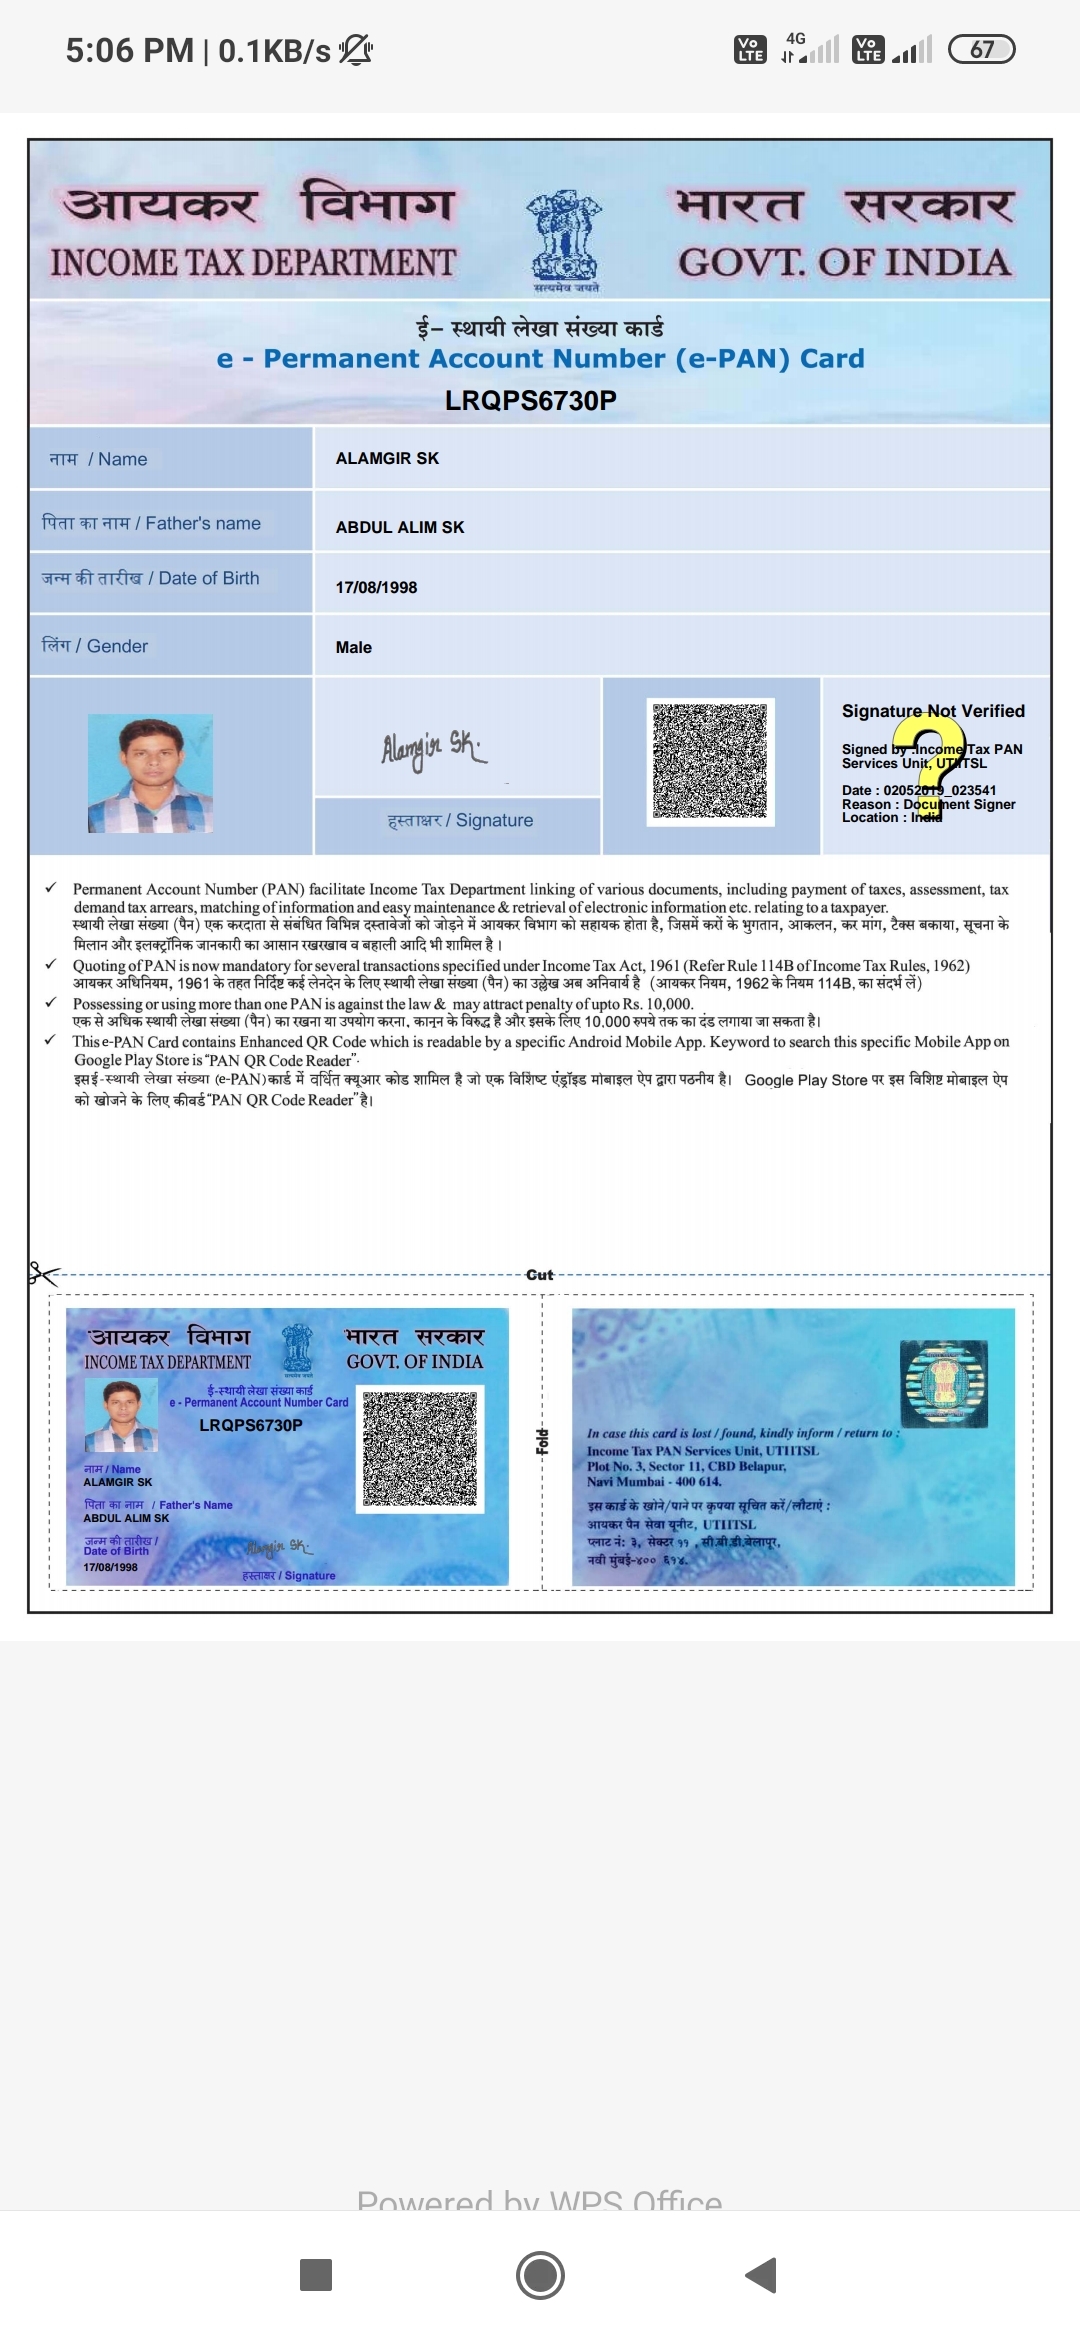 5:06 PM | 0.1KB/s
Vo LTE 4G Vo LTE 67
आयकर विभाग भारत सरकार
INCOME TAX DEPARTMENT GOVT. OF INDIA
सत्यमेव जयते
ई- स्थायी लेखा संख्या कार्ड
e - Permanent Account Number (e-PAN) Card
LRQPS6730P
नाम / Name ALAMGIR SK
पिता का नाम / Father's name ABDUL ALIM SK
जन्म की तारीख / Date of Birth 17/08/1998
लिंग / Gender Male
Alamgir SK.
हस्ताक्षर / Signature
Signature Not Verified
Signed by :Income Tax PAN
Services Unit, UTIITSL
Date : 02052019_023541
Reason : Document Signer
Location : India
?
✓ Permanent Account Number (PAN) facilitate Income Tax Department linking of various documents, including payment of taxes, assessment, tax
demand tax arrears, matching of information and easy maintenance & retrieval of electronic information etc. relating to a taxpayer.
स्थायी लेखा संख्या (पैन) एक करदाता से संबंधित विभिन्न दस्तावेजों को जोड़ने में आयकर विभाग को सहायक होता है, जिसमें करों के भुगतान, आकलन, कर मांग, टैक्स बकाया, सूचना के
मिलान और इलक्ट्रॉनिक जानकारी का आसान रखरखाव व बहाली आदि भी शामिल है।
✓ Quoting of PAN is now mandatory for several transactions specified under Income Tax Act, 1961 (Refer Rule 114B of Income Tax Rules, 1962)
आयकर अधिनियम, 1961 के तहत निर्दिष्ट कई लेनदेन के लिए स्थायी लेखा संख्या (पैन) का उल्लेख अब अनिवार्य है (आयकर नियम, 1962 के नियम 114B, का संदर्भ लें)
✓ Possessing or using more than one PAN is against the law & may attract penalty of upto Rs. 10,000.
एक से अधिक स्थायी लेखा संख्या (पैन) का रखना या उपयोग करना, कानून के विरुद्ध है और इसके लिए 10,000 रुपये तक का दंड लगाया जा सकता है।
✓ This e-PAN Card contains Enhanced QR Code which is readable by a specific Android Mobile App. Keyword to search this specific Mobile App on
Google Play Store is "PAN QR Code Reader".
इसई-स्थायी लेखा संख्या (e-PAN) कार्ड में वर्धित क्यूआर कोड शामिल है जो एक विशिष्ट एंड्रॉइड मोबाइल ऐप द्वारा पठनीय है। Google Play Store पर इस विशिष्ट मोबाइल ऐप
को खोजने के लिए कीवर्ड "PAN QR Code Reader" है।
Cut
आयकर विभाग भारत सरकार
INCOME TAX DEPARTMENT GOVT. OF INDIA
ई-स्थायी लेखा संख्या कार्ड
e - Permanent Account Number Card
LRQPS6730P
नाम / Name
ALAMGIR SK
पिता का नाम / Father's Name
ABDUL ALIM SK
जन्म की तारीख /
Date of Birth
17/08/1998
Alamgir SK.
हस्ताक्षर / Signature
Fold
In case this card is lost / found, kindly inform / return to :
Income Tax PAN Services Unit, UTIITSL
Plot No. 3, Sector 11, CBD Belapur,
Navi Mumbai - 400 614.
इस कार्ड के खोने/पाने पर कृपया सूचित करें/लौटाएं :
आयकर पैन सेवा यूनीट, UTIITSL
प्लाट नं: ३, सेक्टर ११ , सी.बी.डी.बेलापूर,
नवी मुंबई-४०० ६१४.
Powered by WPS Office